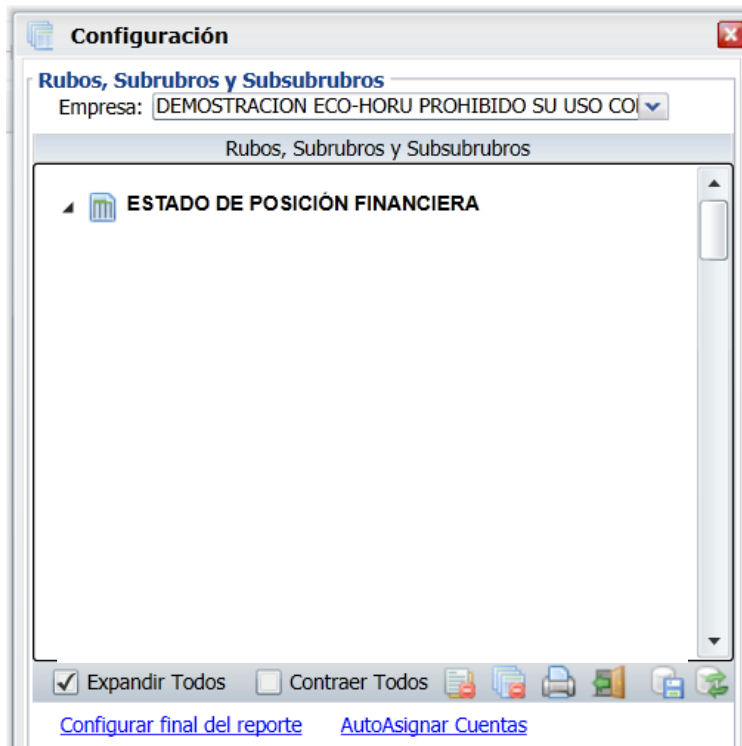 Configuración
Rubos, Subrubros y Subsubrubros
Empresa: DEMOSTRACION ECO-HORU PROHIBIDO SU USO CO
Rubos, Subrubros y Subsubrubros
ESTADO DE POSICIÓN FINANCIERA
Expandir Todos Contraer Todos
Configurar final del reporte AutoAsignar Cuentas